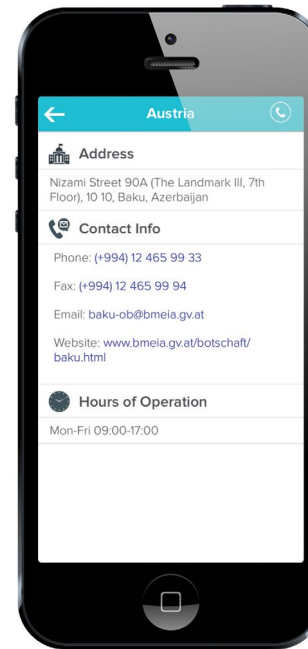 Austria
Address
Nizami Street 90A (The Landmark III, 7th
Floor), 10 10, Baku, Azerbaijan
Contact Info
Phone: (+994) 12 465 99 33
Fax: (+994) 12 465 99 94
Email: baku-ob@bmeia.gv.at
Website: www.bmeia.gv.at/botschaft/
baku.html
Hours of Operation
Mon-Fri 09:00-17:00